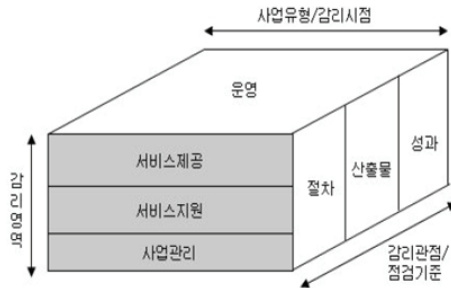 사업유형/감리시점
운영
감리영역
서비스제공
서비스지원
사업관리
절차
산출물
성과
감리관점/
점검기준